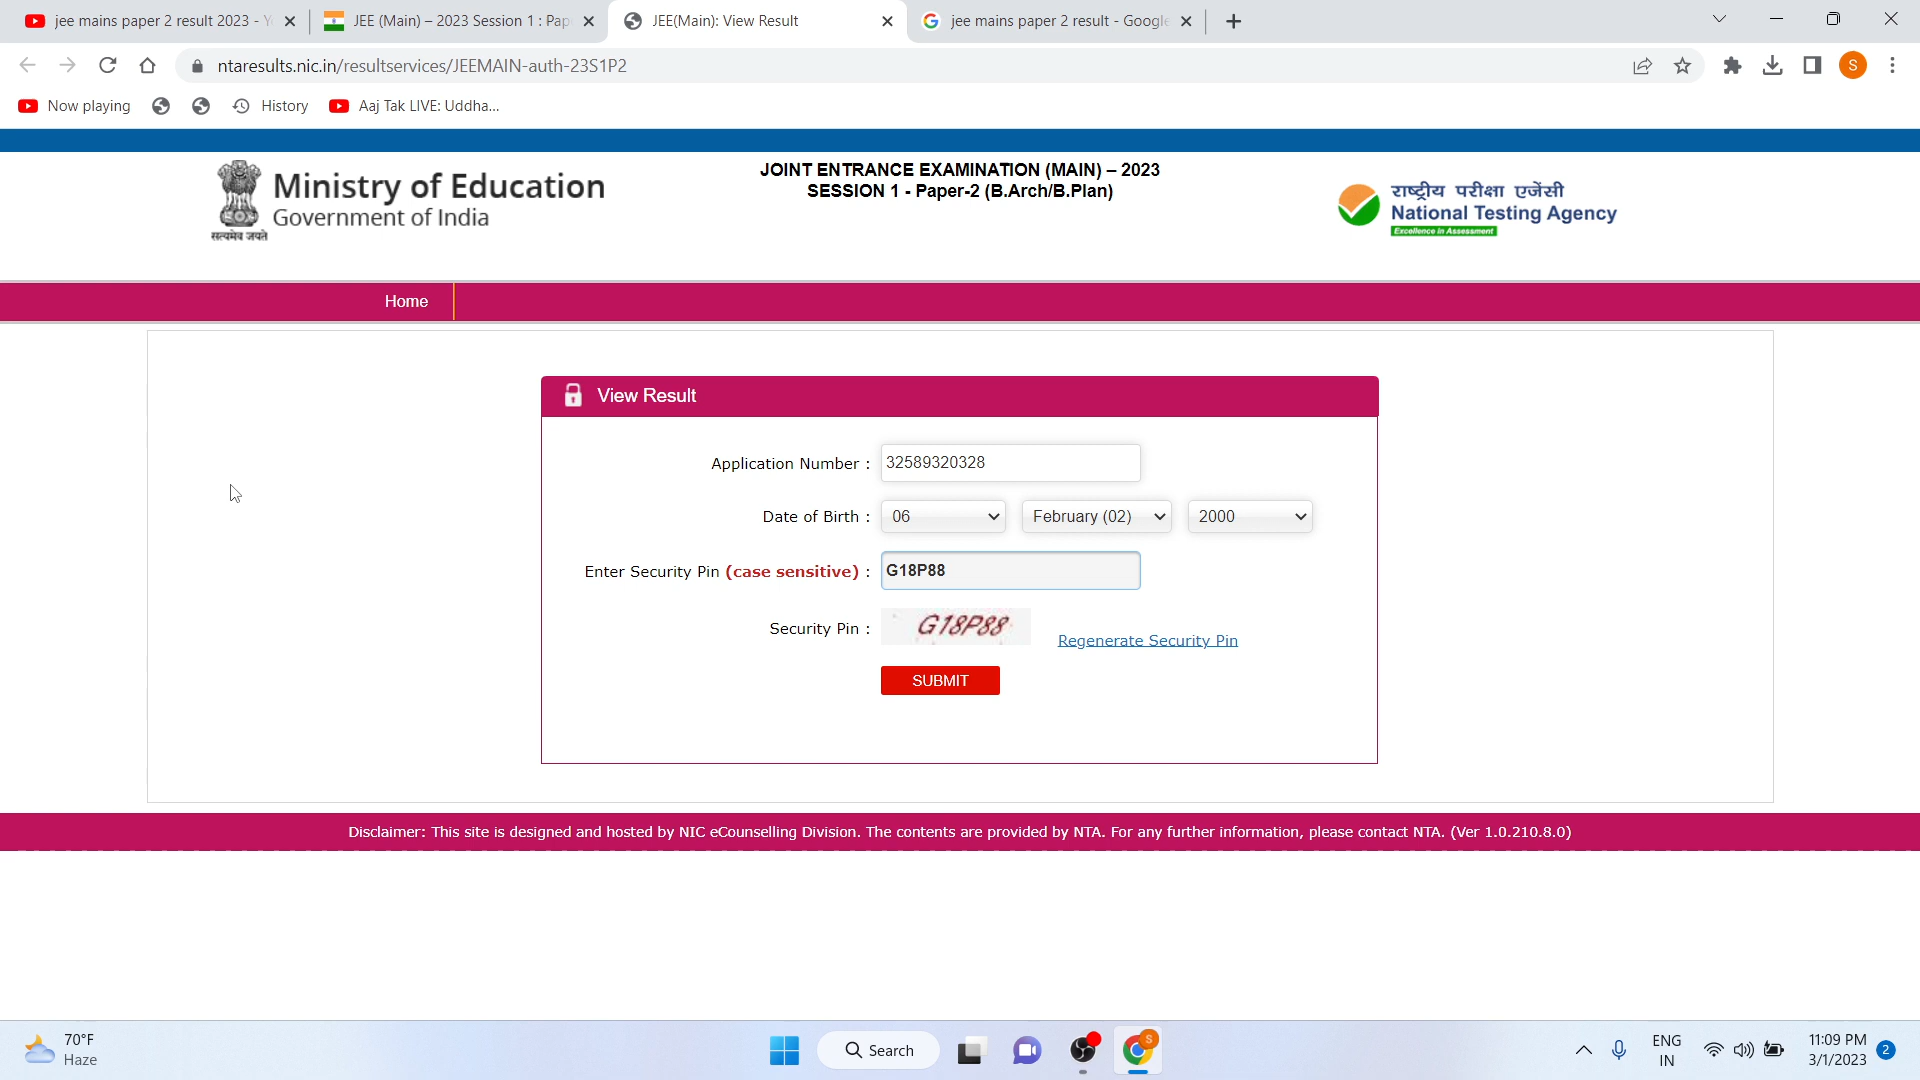 jee mains paper 2 result 2023 - Y
JEE (Main) – 2023 Session 1 : Pap
JEE(Main): View Result
jee mains paper 2 result - Google
ntaresults.nic.in/resultservices/JEEMAIN-auth-23S1P2
S
Now playing
History
Aaj Tak LIVE: Uddha...
सत्यमेव जयते
Ministry of Education
Government of India
JOINT ENTRANCE EXAMINATION (MAIN) – 2023
SESSION 1 - Paper-2 (B.Arch/B.Plan)
राष्ट्रीय परीक्षा एजेंसी
National Testing Agency
Excellence in Assessment
Home
View Result
Application Number : 32589320328
Date of Birth : 06 February (02) 2000
Enter Security Pin (case sensitive) : G18P88
Security Pin : G18P88 Regenerate Security Pin
SUBMIT
Disclaimer: This site is designed and hosted by NIC eCounselling Division. The contents are provided by NTA. For any further information, please contact NTA. (Ver 1.0.210.8.0)
70°F
Haze
Search
S
ENG
IN
11:09 PM
3/1/2023
2